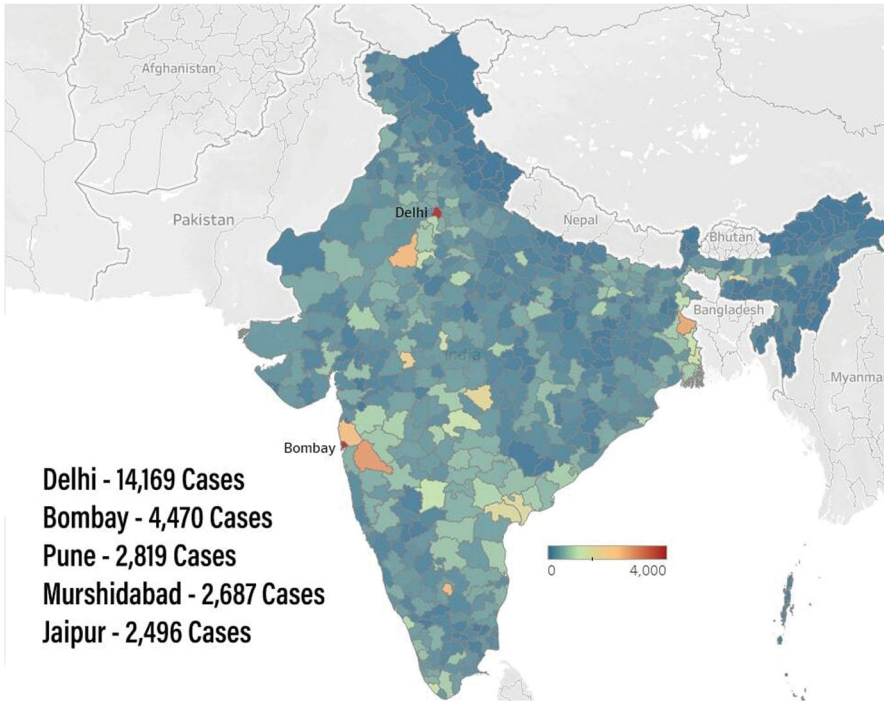 Afghanistan
Pakistan
Delhi
Nepal
Bhutan
Bangladesh
India
Myanmar
Bombay
Delhi - 14,169 Cases
Bombay - 4,470 Cases
Pune - 2,819 Cases
Murshidabad - 2,687 Cases
Jaipur - 2,496 Cases
0 4,000